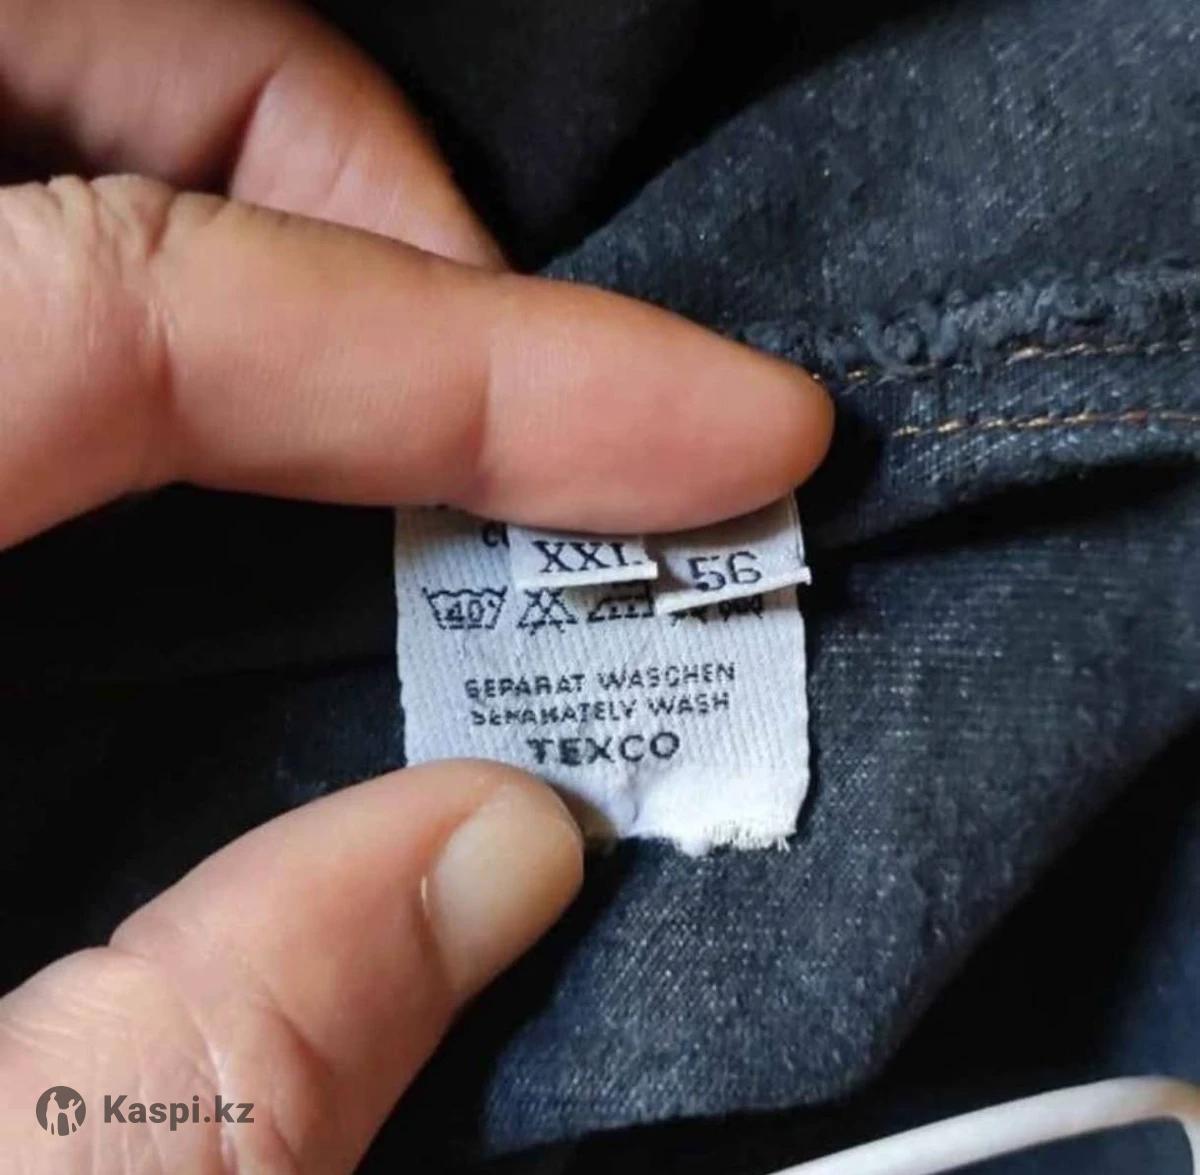 XXL
56
40°
SEPARAT WASCHEN
SEPARATELY WASH
TEXCO
Kaspi.kz